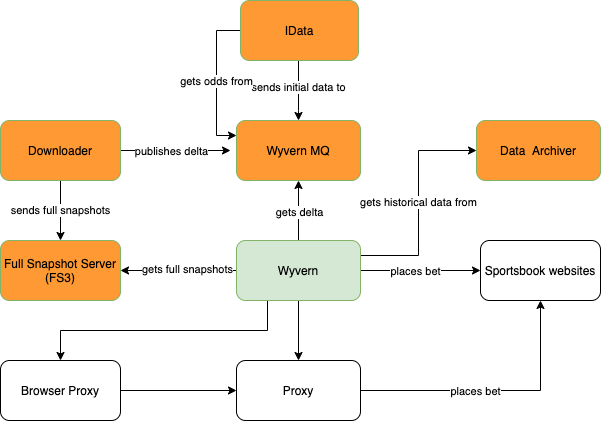 IData
gets odds from
sends initial data to
Downloader
publishes delta
Wyvern MQ
Data Archiver
sends full snapshots
gets delta
gets historical data from
Full Snapshot Server
(FS3)
gets full snapshots
Wyvern
places bet
Sportsbook websites
Browser Proxy
Proxy
places bet